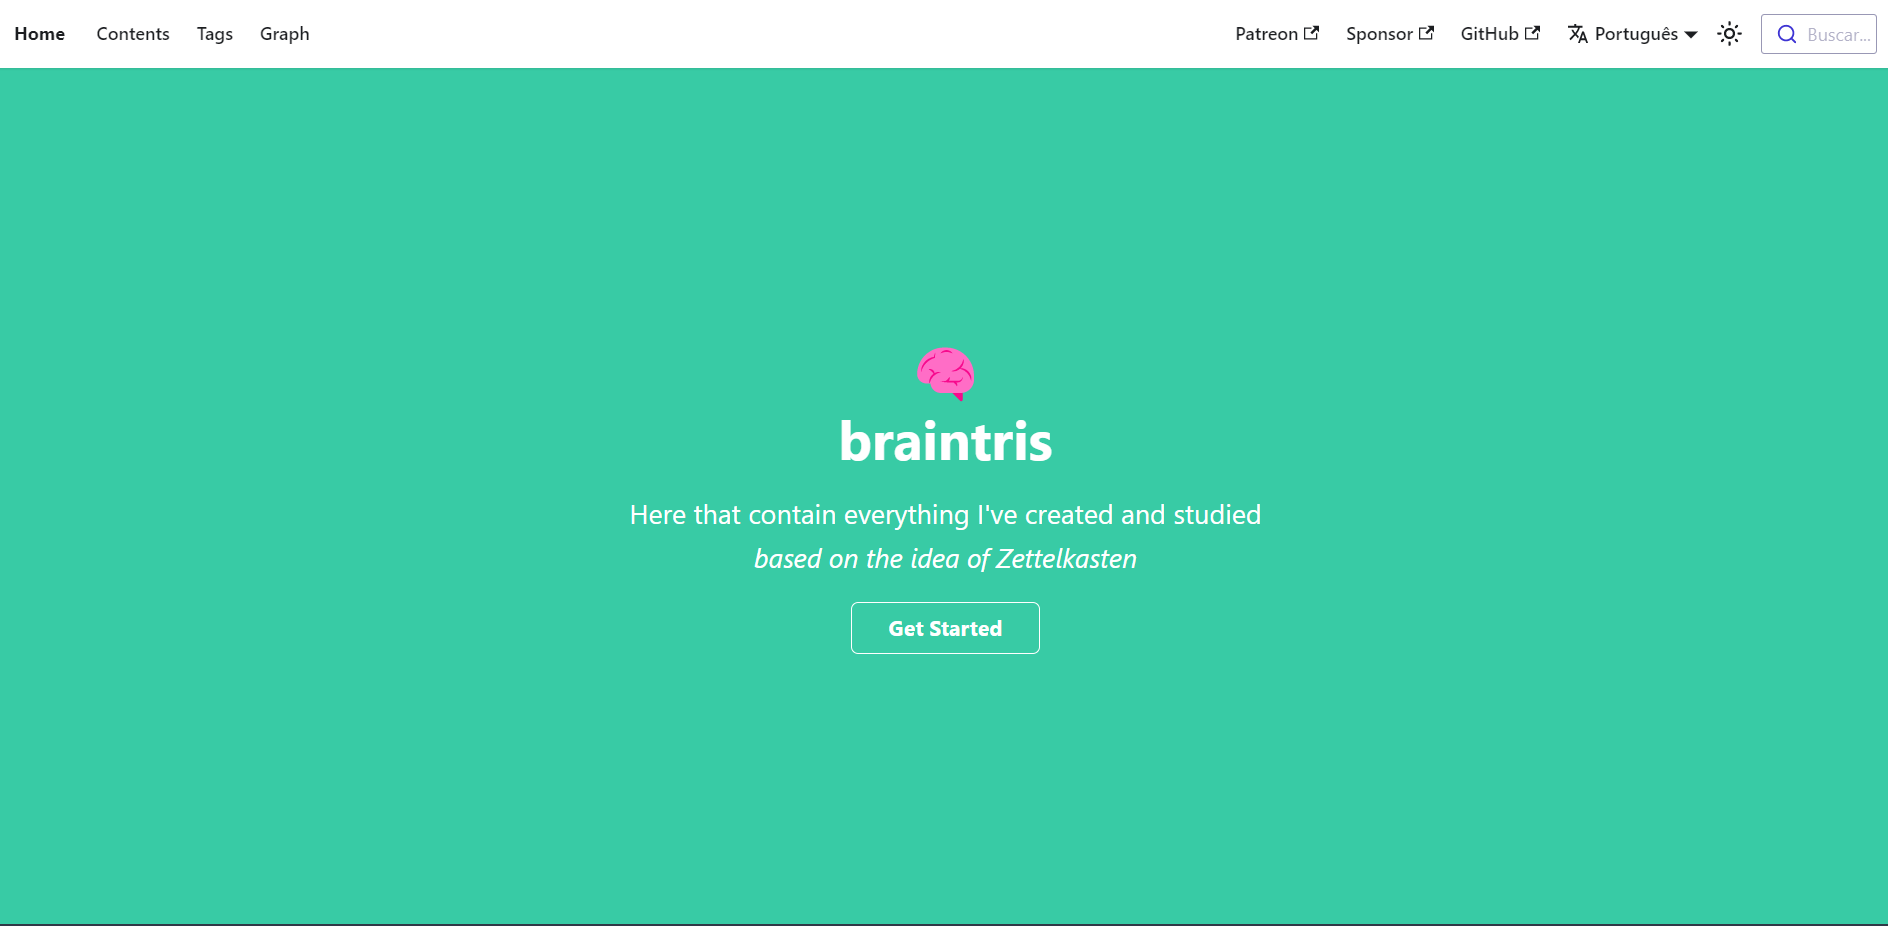 Home Contents Tags Graph Patreon Sponsor GitHub Português Buscar...
braintris
Here that contain everything I've created and studied
based on the idea of Zettelkasten
Get Started